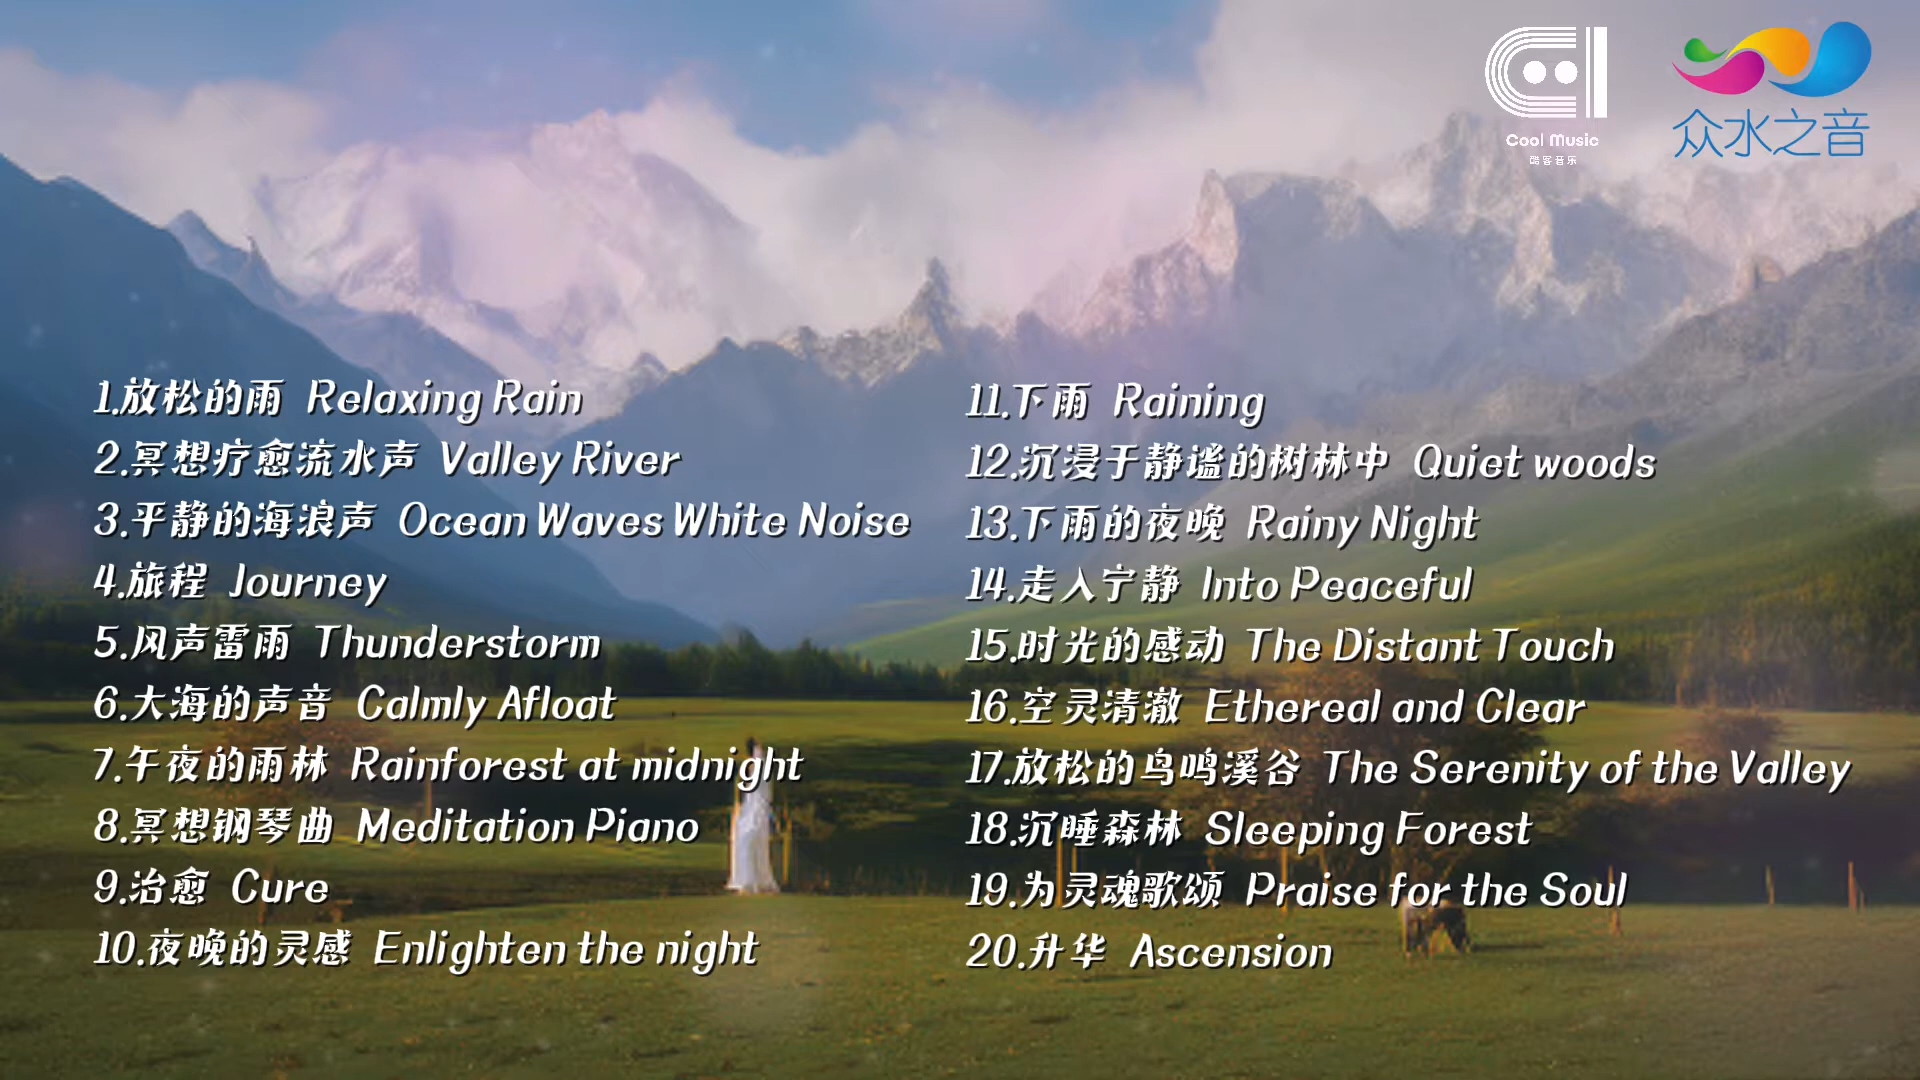 Cool Music
酷客音乐
众水之音
1.放松的雨 Relaxing Rain
2.冥想疗愈流水声 Valley River
3.平静的海浪声 Ocean Waves White Noise
4.旅程 Journey
5.风声雷雨 Thunderstorm
6.大海的声音 Calmly Afloat
7.午夜的雨林 Rainforest at midnight
8.冥想钢琴曲 Meditation Piano
9.治愈 Cure
10.夜晚的灵感 Enlighten the night
11.下雨 Raining
12.沉浸于静谧的树林中 Quiet woods
13.下雨的夜晚 Rainy Night
14.走入宁静 Into Peaceful
15.时光的感动 The Distant Touch
16.空灵清澈 Ethereal and Clear
17.放松的鸟鸣溪谷 The Serenity of the Valley
18.沉睡森林 Sleeping Forest
19.为灵魂歌颂 Praise for the Soul
20.升华 Ascension